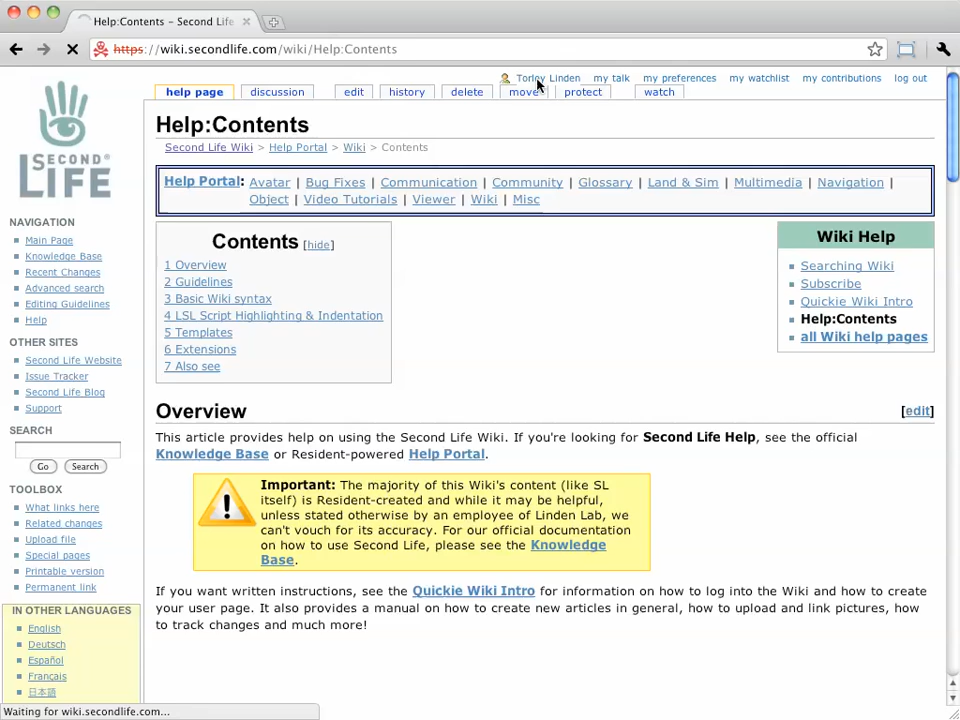 Help:Contents – Second Life
https://wiki.secondlife.com/wiki/Help:Contents
Torley Linden my talk my preferences my watchlist my contributions log out
help page discussion edit history delete move protect watch
SECOND LIFE
Help:Contents
Second Life Wiki > Help Portal > Wiki > Contents
Help Portal: Avatar | Bug Fixes | Communication | Community | Glossary | Land & Sim | Multimedia | Navigation |
Object | Video Tutorials | Viewer | Wiki | Misc
Contents [hide]
1 Overview
2 Guidelines
3 Basic Wiki syntax
4 LSL Script Highlighting & Indentation
5 Templates
6 Extensions
7 Also see
Wiki Help
Searching Wiki
Subscribe
Quickie Wiki Intro
Help:Contents
all Wiki help pages
Overview [edit]
This article provides help on using the Second Life Wiki. If you're looking for Second Life Help, see the official
Knowledge Base or Resident-powered Help Portal.
Important: The majority of this Wiki's content (like SL
itself) is Resident-created and while it may be helpful,
unless stated otherwise by an employee of Linden Lab, we
can't vouch for its accuracy. For our official documentation
on how to use Second Life, please see the Knowledge
Base.
If you want written instructions, see the Quickie Wiki Intro for information on how to log into the Wiki and how to create
your user page. It also provides a manual on how to create new articles in general, how to upload and link pictures, how
to track changes and much more!
NAVIGATION
Main Page
Knowledge Base
Recent Changes
Advanced search
Editing Guidelines
Help
OTHER SITES
Second Life Website
Issue Tracker
Second Life Blog
Support
SEARCH
Go Search
TOOLBOX
What links here
Related changes
Upload file
Special pages
Printable version
Permanent link
IN OTHER LANGUAGES
English
Deutsch
Español
Français
日本語
Waiting for wiki.secondlife.com...